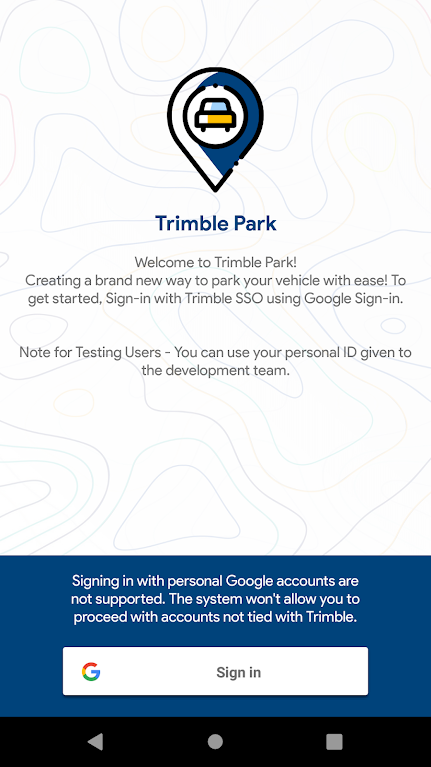 Trimble Park
Welcome to Trimble Park!
Creating a brand new way to park your vehicle with ease! To
get started, Sign-in with Trimble SSO using Google Sign-in.
Note for Testing Users - You can use your personal ID given to
the development team.
Signing in with personal Google accounts are
not supported. The system won't allow you to
proceed with accounts not tied with Trimble.
Sign in